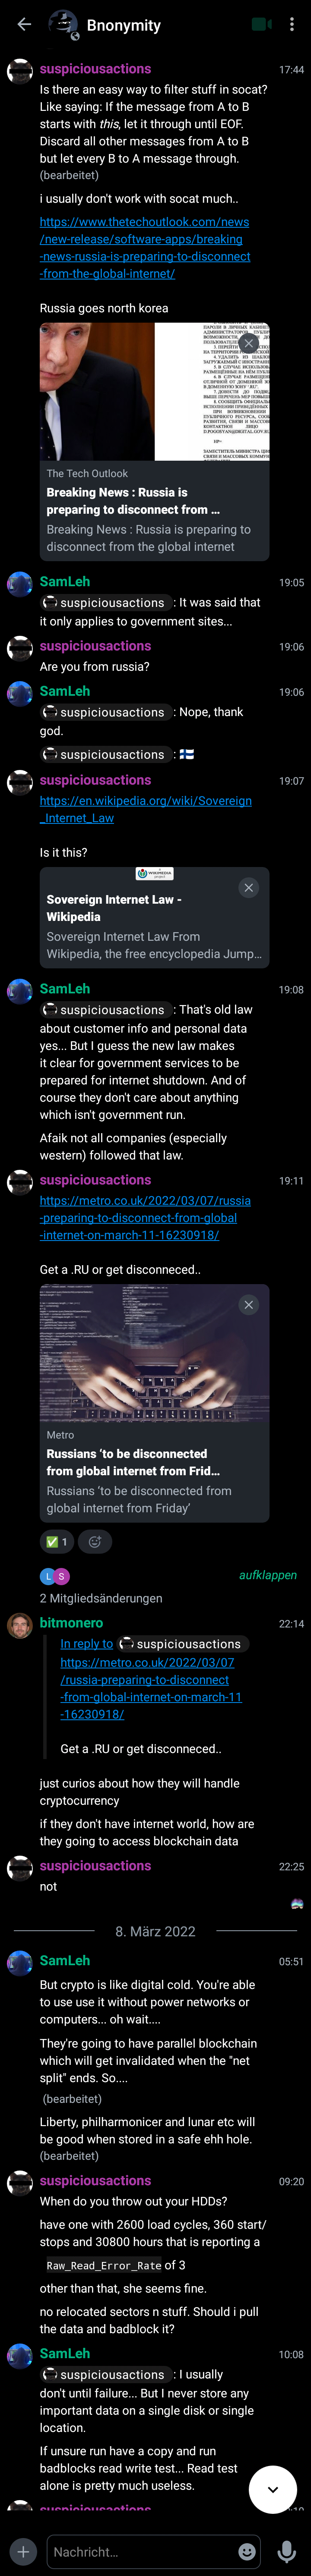 Bnonymity
suspiciousactions 17:44
Is there an easy way to filter stuff in socat?
Like saying: If the message from A to B
starts with this, let it through until EOF.
Discard all other messages from A to B
but let every B to A message through.
(bearbeitet)
i usually don't work with socat much..
https://www.thetechoutlook.com/news
/new-release/software-apps/breaking
-news-russia-is-preparing-to-disconnect
-from-the-global-internet/
Russia goes north korea
The Tech Outlook
Breaking News : Russia is
preparing to disconnect from ...
Breaking News : Russia is preparing to
disconnect from the global internet
SamLeh 19:05
suspiciousactions : It was said that
it only applies to government sites...
suspiciousactions 19:06
Are you from russia?
SamLeh 19:06
suspiciousactions : Nope, thank
god.
suspiciousactions : 🇫🇮
suspiciousactions 19:07
https://en.wikipedia.org/wiki/Sovereign
_Internet_Law
Is it this?
WIKIPEDIA
Sovereign Internet Law -
Wikipedia
Sovereign Internet Law From
Wikipedia, the free encyclopedia Jump...
SamLeh 19:08
suspiciousactions : That's old law
about customer info and personal data
yes... But I guess the new law makes
it clear for government services to be
prepared for internet shutdown. And of
course they don't care about anything
which isn't government run.
Afaik not all companies (especially
western) followed that law.
suspiciousactions 19:11
https://metro.co.uk/2022/03/07/russia
-preparing-to-disconnect-from-global
-internet-on-march-11-16230918/
Get a .RU or get disconneced..
Metro
Russians 'to be disconnected
from global internet from Frid...
Russians 'to be disconnected from
global internet from Friday'
✅ 1
L S aufklappen
2 Mitgliedsänderungen
bitmonero 22:14
In reply to suspiciousactions
https://metro.co.uk/2022/03/07
/russia-preparing-to-disconnect
-from-global-internet-on-march-11
-16230918/
Get a .RU or get disconneced..
just curios about how they will handle
cryptocurrency
if they don't have internet world, how are
they going to access blockchain data
suspiciousactions 22:25
not
8. März 2022
SamLeh 05:51
But crypto is like digital cold. You're able
to use use it without power networks or
computers... oh wait....
They're going to have parallel blockchain
which will get invalidated when the "net
split" ends. So....
(bearbeitet)
Liberty, philharmonicer and lunar etc will
be good when stored in a safe ehh hole.
(bearbeitet)
suspiciousactions 09:20
When do you throw out your HDDs?
have one with 2600 load cycles, 360 start/
stops and 30800 hours that is reporting a
Raw_Read_Error_Rate of 3
other than that, she seems fine.
no relocated sectors n stuff. Should i pull
the data and badblock it?
SamLeh 10:08
suspiciousactions : I usually
don't until failure... But I never store any
important data on a single disk or single
location.
If unsure run have a copy and run
badblocks read write test... Read test
alone is pretty much useless.
suspiciousactions
Nachricht...